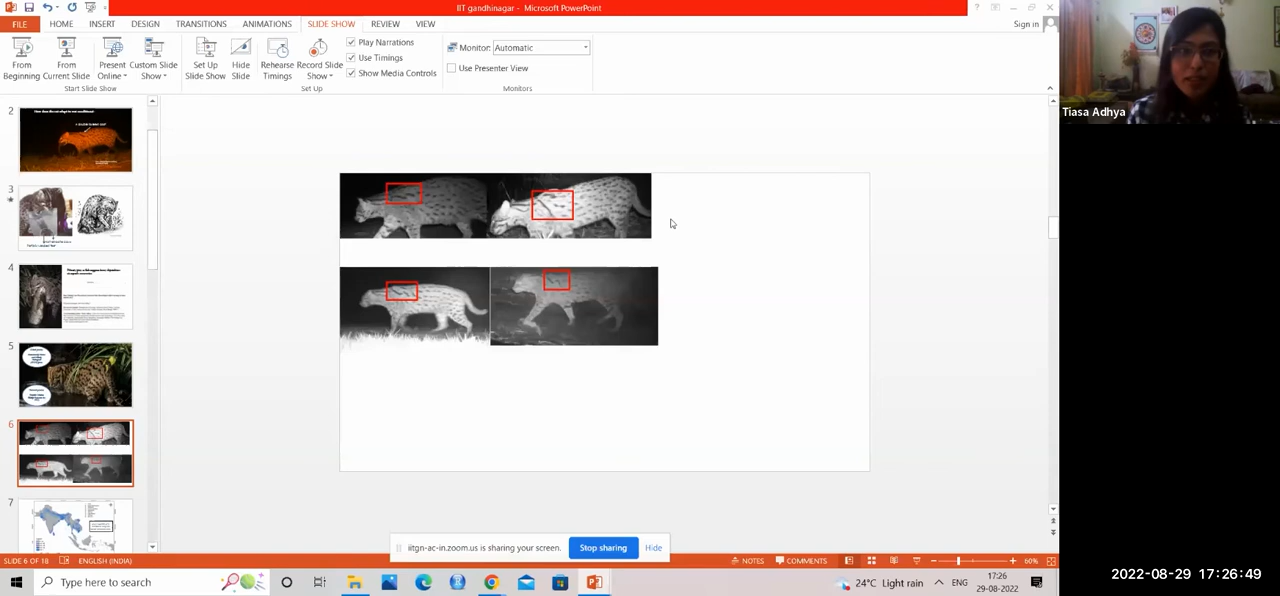 IIT gandhinagar - Microsoft PowerPoint
Sign in
FILE HOME INSERT DESIGN TRANSITIONS ANIMATIONS SLIDE SHOW REVIEW VIEW
From Beginning
From Current Slide
Present Online
Custom Slide Show
Set Up Slide Show
Hide Slide
Rehearse Timings
Record Slide Show
Play Narrations
Use Timings
Show Media Controls
Monitor: Automatic
Use Presenter View
Start Slide Show
Set Up
Monitors
Tiasa Adhya
2
3
4
5
6
7
iitgn-ac-in.zoom.us is sharing your screen. Stop sharing Hide
SLIDE 6 OF 18 ENGLISH (INDIA)
NOTES COMMENTS 60%
Type here to search
24°C Light rain ENG
17:26
29-08-2022
2022-08-29 17:26:49